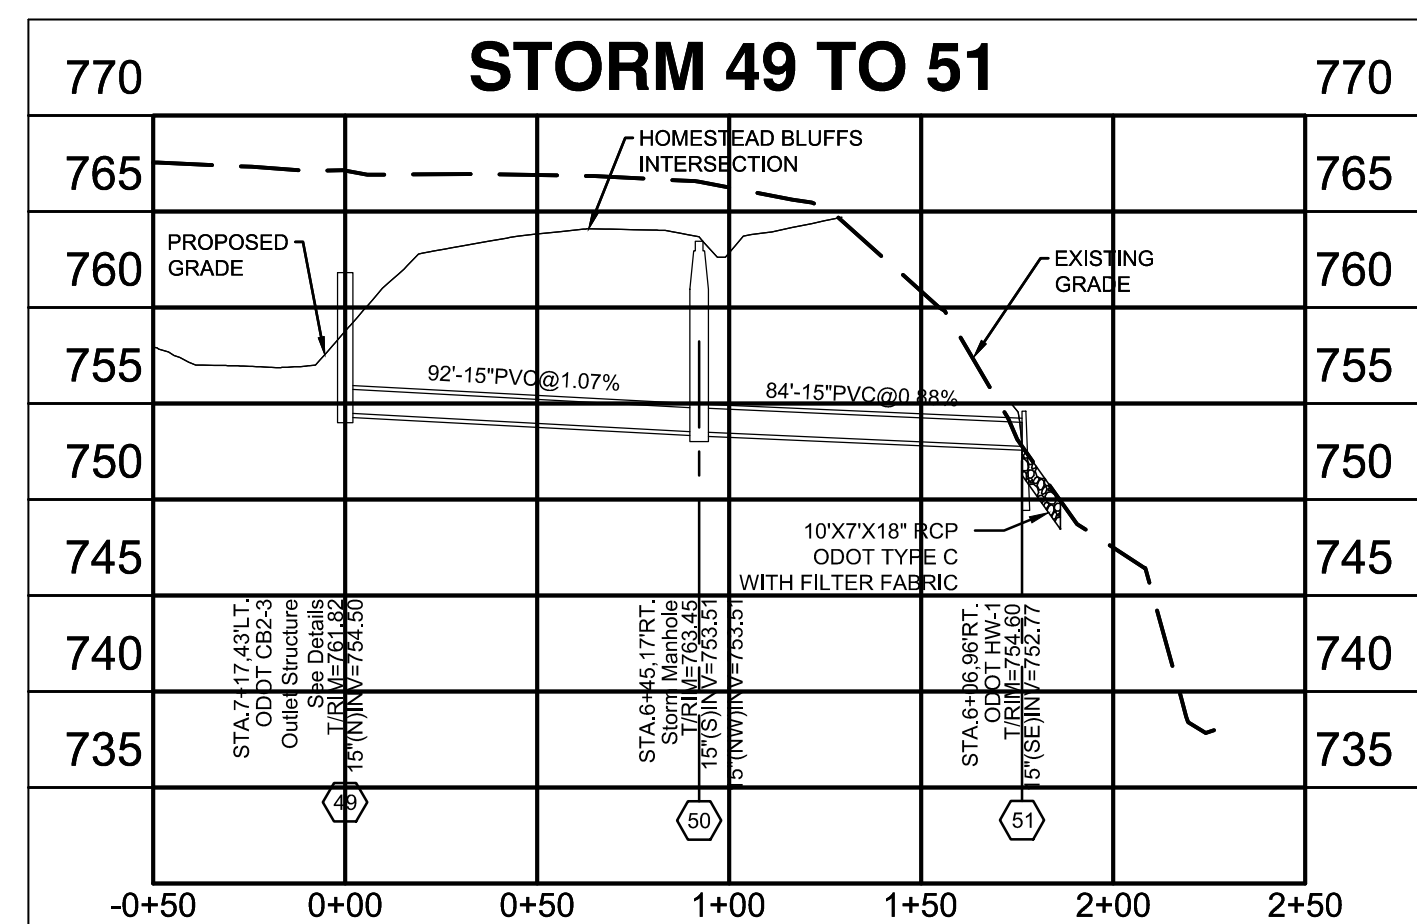 STORM 49 TO 51
770
770
HOMESTEAD BLUFFS
INTERSECTION
765
765
PROPOSED
GRADE
760
760
EXISTING
GRADE
755
755
92'-15"PVC@1.07%
84'-15"PVC@0.88%
750
750
10'X7'X18" RCP
ODOT TYPE C
WITH FILTER FABRIC
745
745
STA.7+17,43'LT.
ODOT CB2-3
Outlet Structure
See Details
T/RIM=761.82
15"(N)INV=754.50
STA.6+45,17'RT.
Storm Manhole
T/RIM=763.45
15"(S)INV=753.51
15"(NW)INV=753.51
STA.6+06,96'RT.
ODOT HW-1
T/RIM=754.60
15"(SE)INV=752.77
740
740
735
735
49
50
51
-0+50
0+00
0+50
1+00
1+50
2+00
2+50